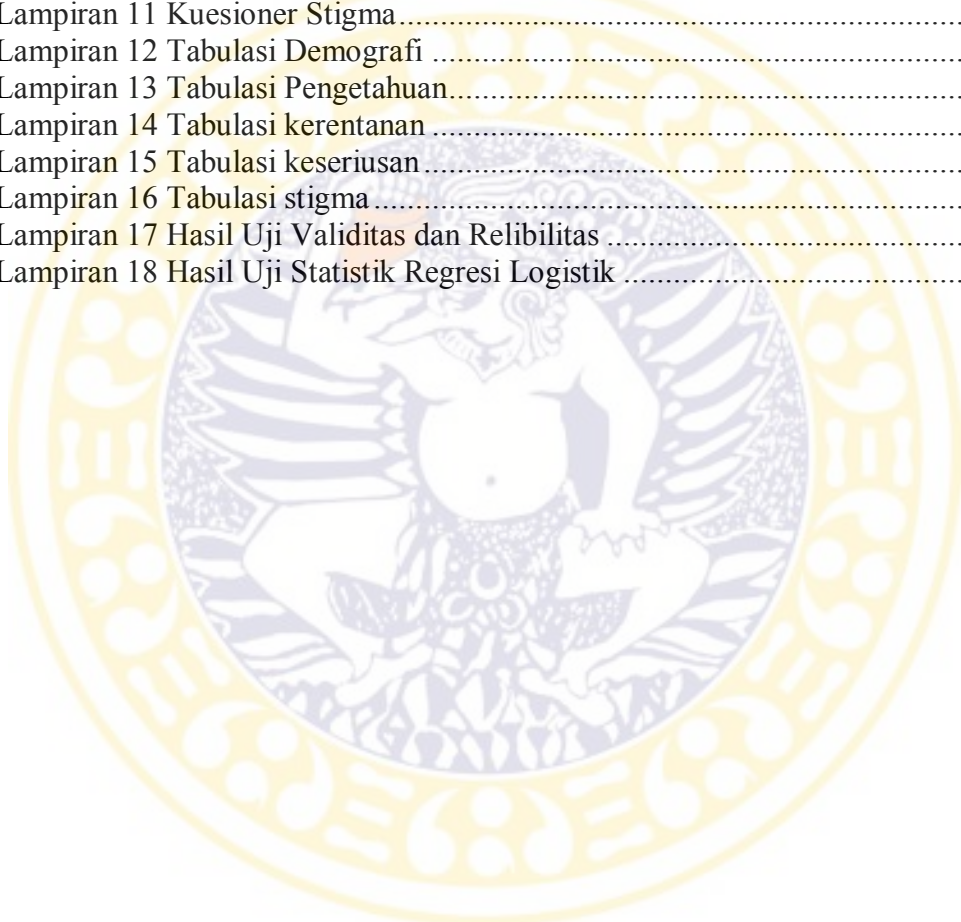 Lampiran 11 Kuesioner Stigma...............................................................................
Lampiran 12 Tabulasi Demografi ..........................................................................
Lampiran 13 Tabulasi Pengetahuan........................................................................
Lampiran 14 Tabulasi kerentanan ..........................................................................
Lampiran 15 Tabulasi keseriusan...........................................................................
Lampiran 16 Tabulasi stigma.................................................................................
Lampiran 17 Hasil Uji Validitas dan Relibilitas .....................................................
Lampiran 18 Hasil Uji Statistik Regresi Logistik ...................................................